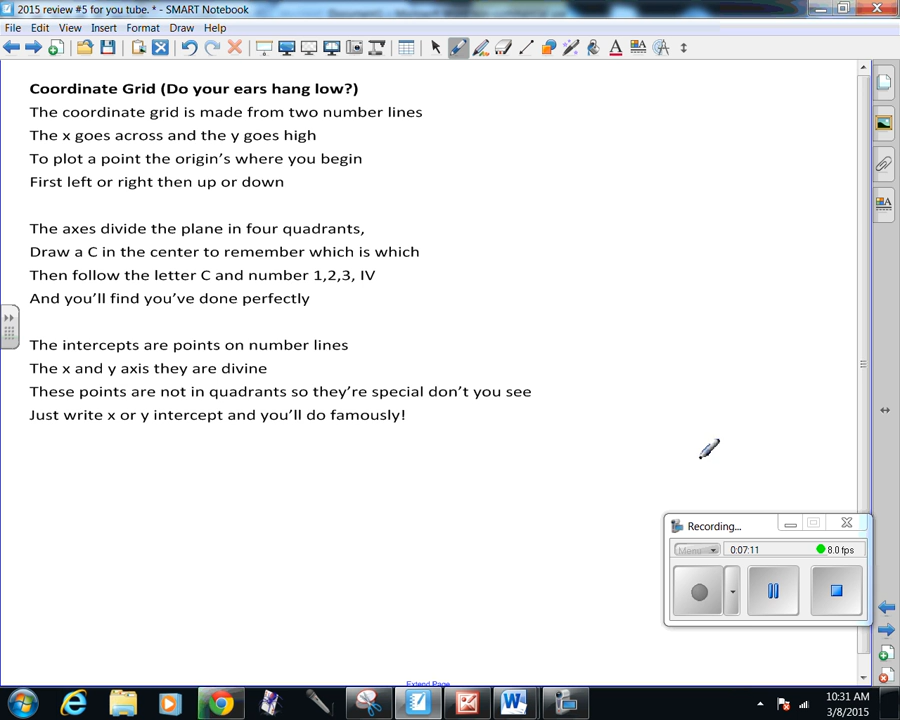 2015 review #5 for you tube. * - SMART Notebook
File Edit View Insert Format Draw Help
Coordinate Grid (Do your ears hang low?)
The coordinate grid is made from two number lines
The x goes across and the y goes high
To plot a point the origin's where you begin
First left or right then up or down
The axes divide the plane in four quadrants,
Draw a C in the center to remember which is which
Then follow the letter C and number 1,2,3, IV
And you'll find you've done perfectly
The intercepts are points on number lines
The x and y axis they are divine
These points are not in quadrants so they're special don't you see
Just write x or y intercept and you'll do famously!
Recording...
Menu 0:07:11 8.0 fps
Extend Page
10:31 AM
3/8/2015